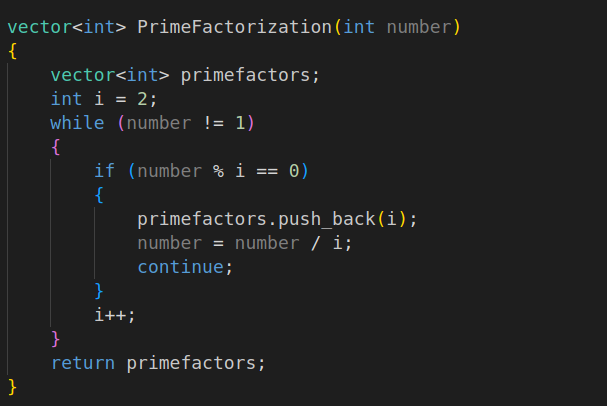 vector<int> PrimeFactorization(int number)
{
    vector<int> primefactors;
    int i = 2;
    while (number != 1)
    {
        if (number % i == 0)
        {
            primefactors.push_back(i);
            number = number / i;
            continue;
        }
        i++;
    }
    return primefactors;
}